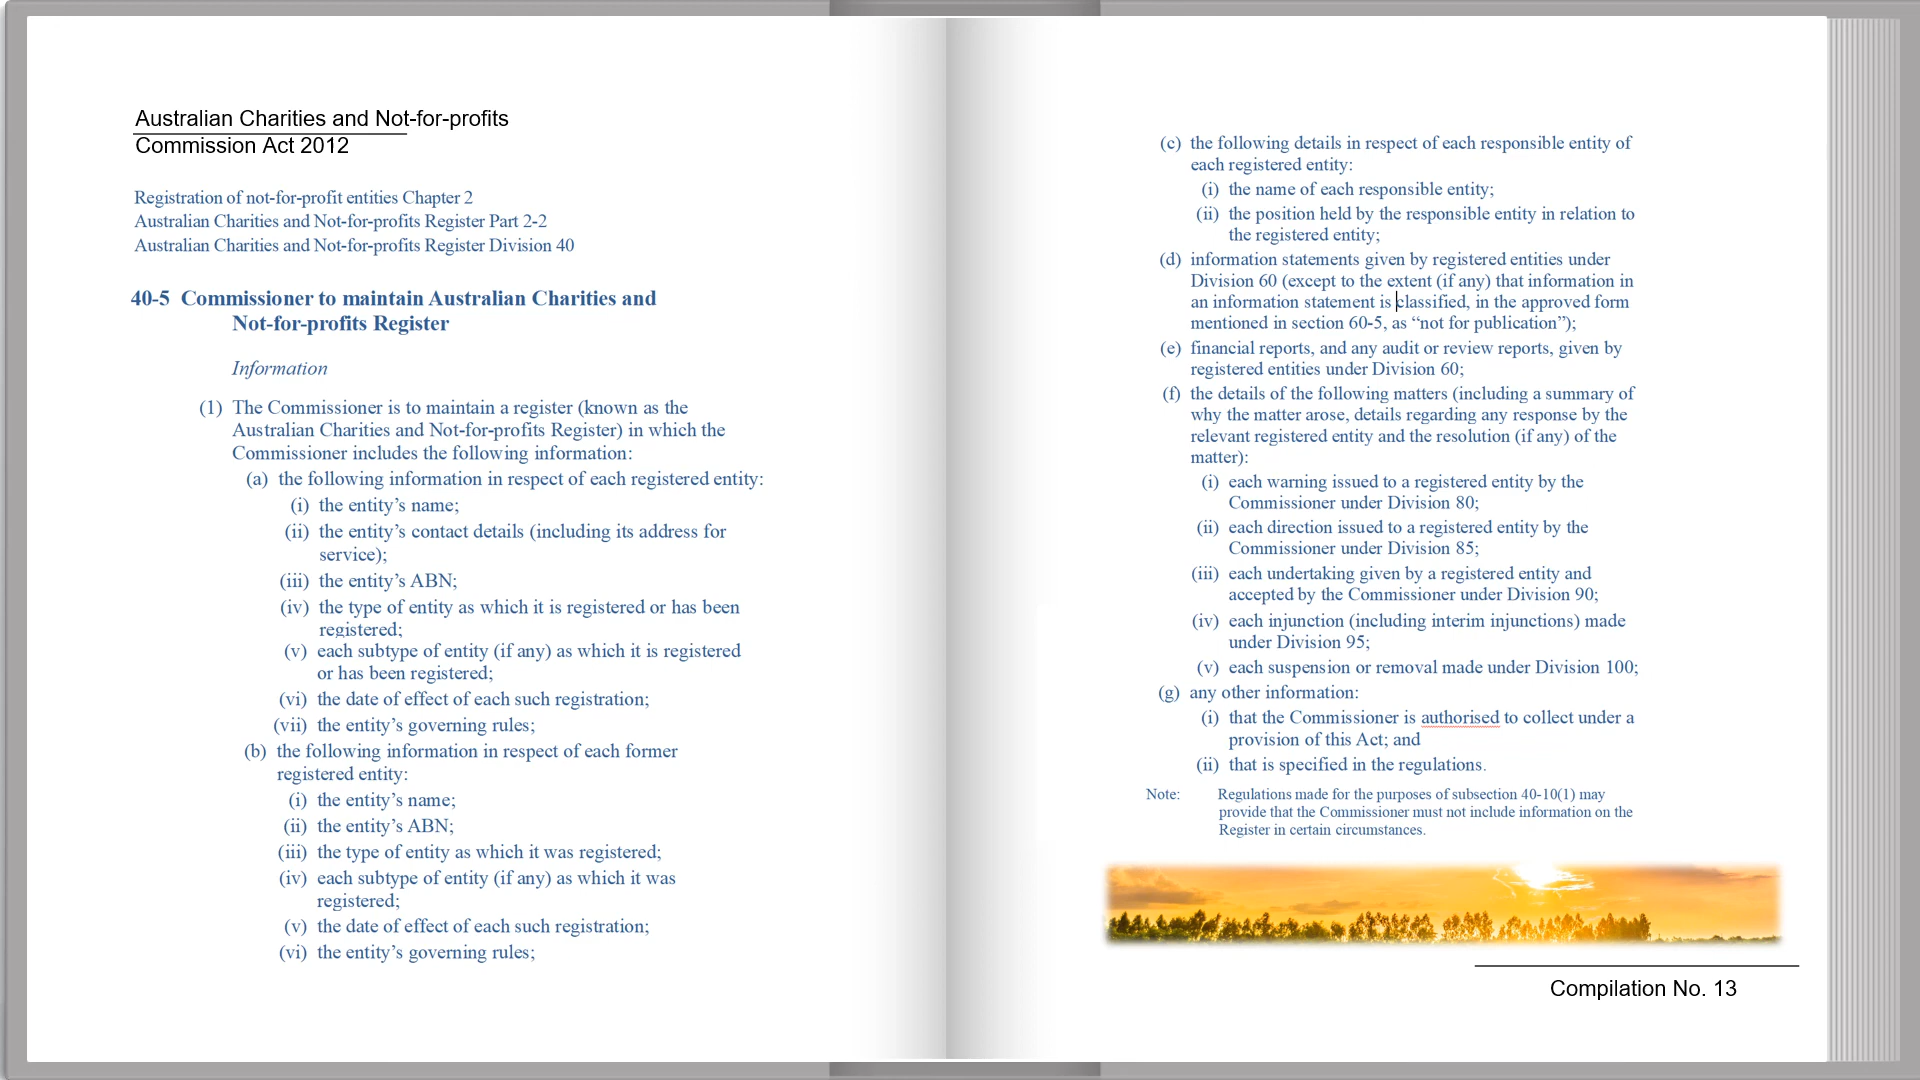 Australian Charities and Not-for-profits
Commission Act 2012
Registration of not-for-profit entities Chapter 2
Australian Charities and Not-for-profits Register Part 2-2
Australian Charities and Not-for-profits Register Division 40
40-5 Commissioner to maintain Australian Charities and
Not-for-profits Register
Information
(1) The Commissioner is to maintain a register (known as the
Australian Charities and Not-for-profits Register) in which the
Commissioner includes the following information:
(a) the following information in respect of each registered entity:
(i) the entity’s name;
(ii) the entity’s contact details (including its address for
service);
(iii) the entity’s ABN;
(iv) the type of entity as which it is registered or has been
registered;
(v) each subtype of entity (if any) as which it is registered
or has been registered;
(vi) the date of effect of each such registration;
(vii) the entity’s governing rules;
(b) the following information in respect of each former
registered entity:
(i) the entity’s name;
(ii) the entity’s ABN;
(iii) the type of entity as which it was registered;
(iv) each subtype of entity (if any) as which it was
registered;
(v) the date of effect of each such registration;
(vi) the entity’s governing rules;
(c) the following details in respect of each responsible entity of
each registered entity:
(i) the name of each responsible entity;
(ii) the position held by the responsible entity in relation to
the registered entity;
(d) information statements given by registered entities under
Division 60 (except to the extent (if any) that information in
an information statement is classified, in the approved form
mentioned in section 60-5, as “not for publication”);
(e) financial reports, and any audit or review reports, given by
registered entities under Division 60;
(f) the details of the following matters (including a summary of
why the matter arose, details regarding any response by the
relevant registered entity and the resolution (if any) of the
matter):
(i) each warning issued to a registered entity by the
Commissioner under Division 80;
(ii) each direction issued to a registered entity by the
Commissioner under Division 85;
(iii) each undertaking given by a registered entity and
accepted by the Commissioner under Division 90;
(iv) each injunction (including interim injunctions) made
under Division 95;
(v) each suspension or removal made under Division 100;
(g) any other information:
(i) that the Commissioner is authorised to collect under a
provision of this Act; and
(ii) that is specified in the regulations.
Note: Regulations made for the purposes of subsection 40-10(1) may
provide that the Commissioner must not include information on the
Register in certain circumstances.
Compilation No. 13